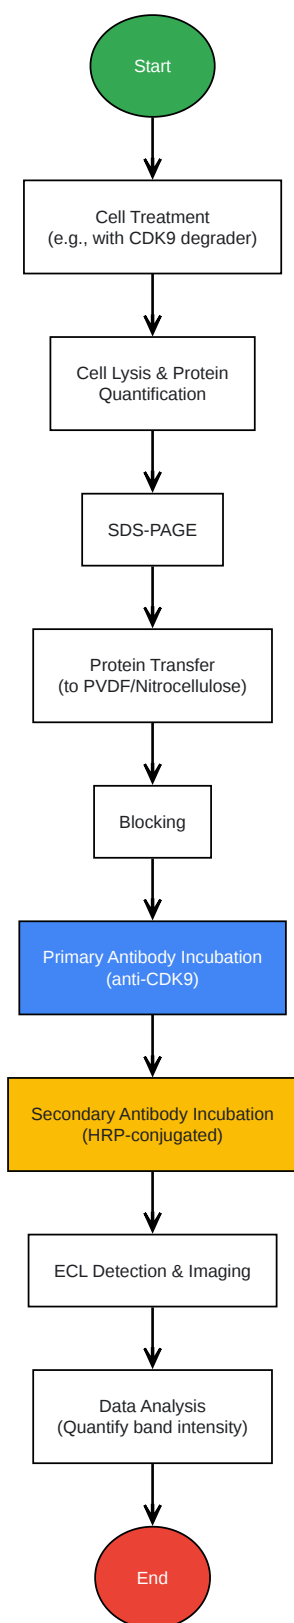 Start
Cell Treatment
(e.g., with CDK9 degrader)
Cell Lysis & Protein
Quantification
SDS-PAGE
Protein Transfer
(to PVDF/Nitrocellulose)
Blocking
Primary Antibody Incubation
(anti-CDK9)
Secondary Antibody Incubation
(HRP-conjugated)
ECL Detection & Imaging
Data Analysis
(Quantify band intensity)
End